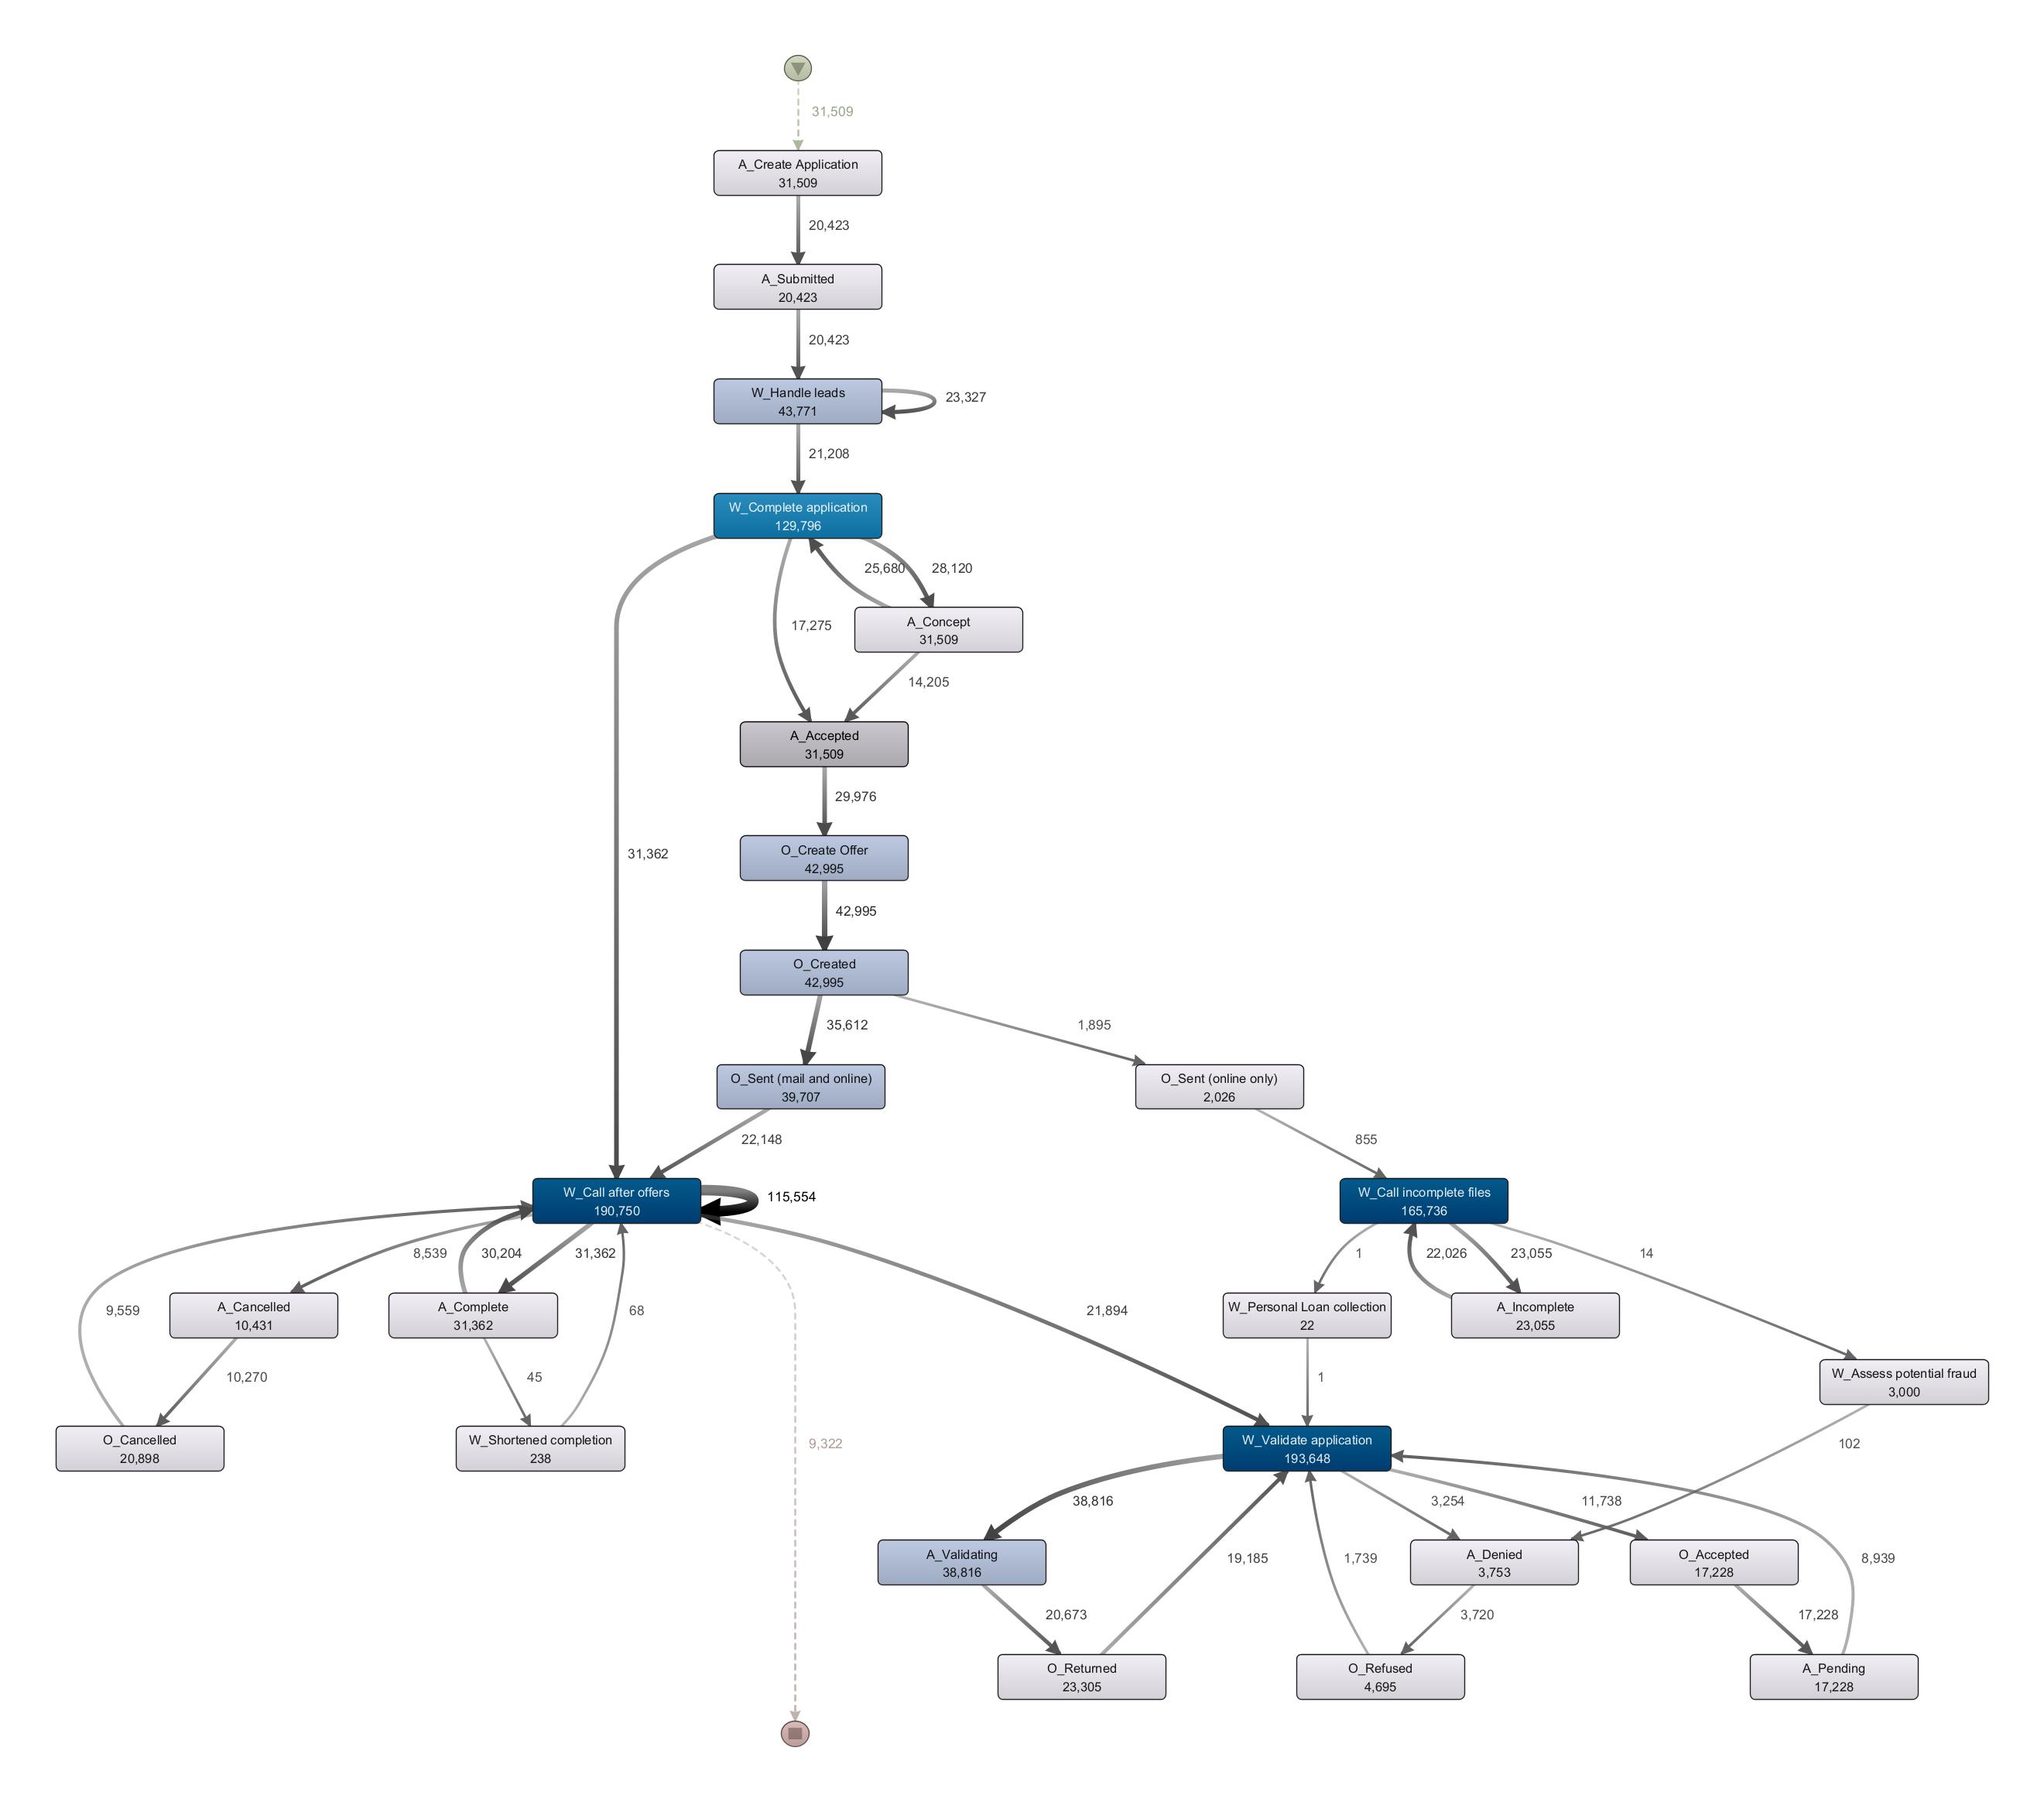 31,509
A_Create Application
31,509
20,423
A_Submitted
20,423
20,423
W_Handle leads
43,771
23,327
21,208
W_Complete application
129,796
25,680
28,120
A_Concept
31,509
17,275
14,205
A_Accepted
31,509
29,976
31,362
O_Create Offer
42,995
42,995
O_Created
42,995
35,612
1,895
O_Sent (mail and online)
39,707
O_Sent (online only)
2,026
22,148
855
W_Call after offers
190,750
115,554
W_Call incomplete files
165,736
8,539
30,204
31,362
1
22,026
23,055
14
9,559
A_Cancelled
10,431
A_Complete
31,362
68
21,894
W_Personal Loan collection
22
A_Incomplete
23,055
10,270
45
1
W_Assess potential fraud
3,000
O_Cancelled
20,898
W_Shortened completion
238
9,322
W_Validate application
193,648
102
38,816
3,254
11,738
A_Validating
38,816
19,185
1,739
A_Denied
3,753
O_Accepted
17,228
8,939
20,673
3,720
17,228
O_Returned
23,305
O_Refused
4,695
A_Pending
17,228